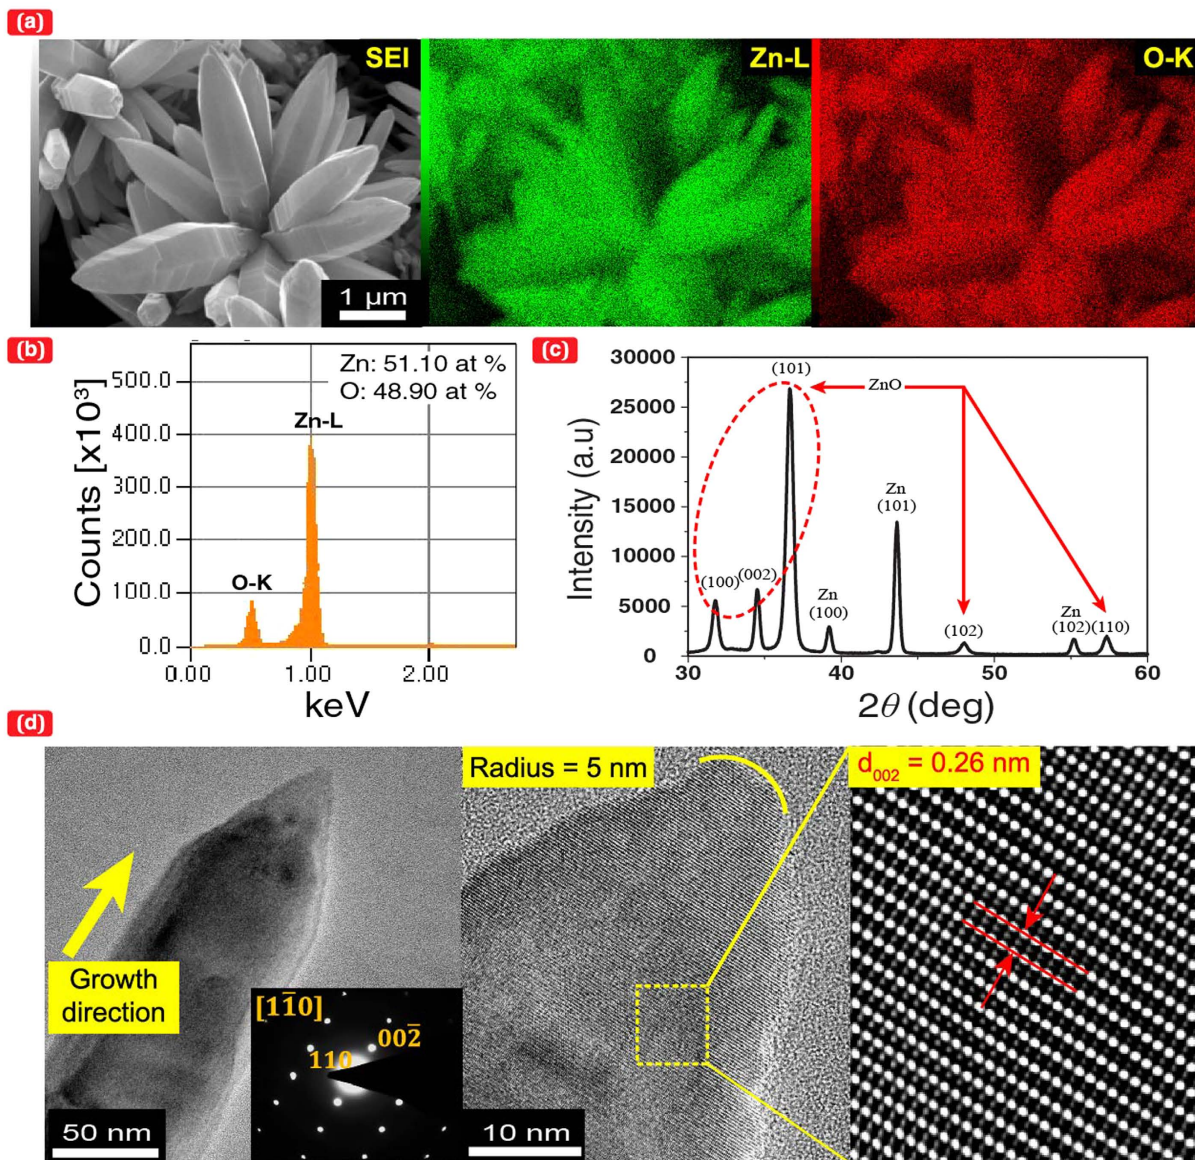 (a)
SEI
Zn-L
O-K
1 μm
(b)
Zn: 51.10 at %
O: 48.90 at %
Counts [x10³]
500.0
400.0
300.0
200.0
100.0
0.0
Zn-L
O-K
0.00
1.00
2.00
keV
(c)
Intensity (a.u)
30000
25000
20000
15000
10000
5000
0
(101)
ZnO
Zn
(101)
(100)
(002)
Zn
(100)
(102)
Zn
(102)
(110)
30
40
50
60
2θ (deg)
(d)
Growth
direction
50 nm
[11̅0]
002̅
110
Radius = 5 nm
10 nm
d₀₀₂ = 0.26 nm